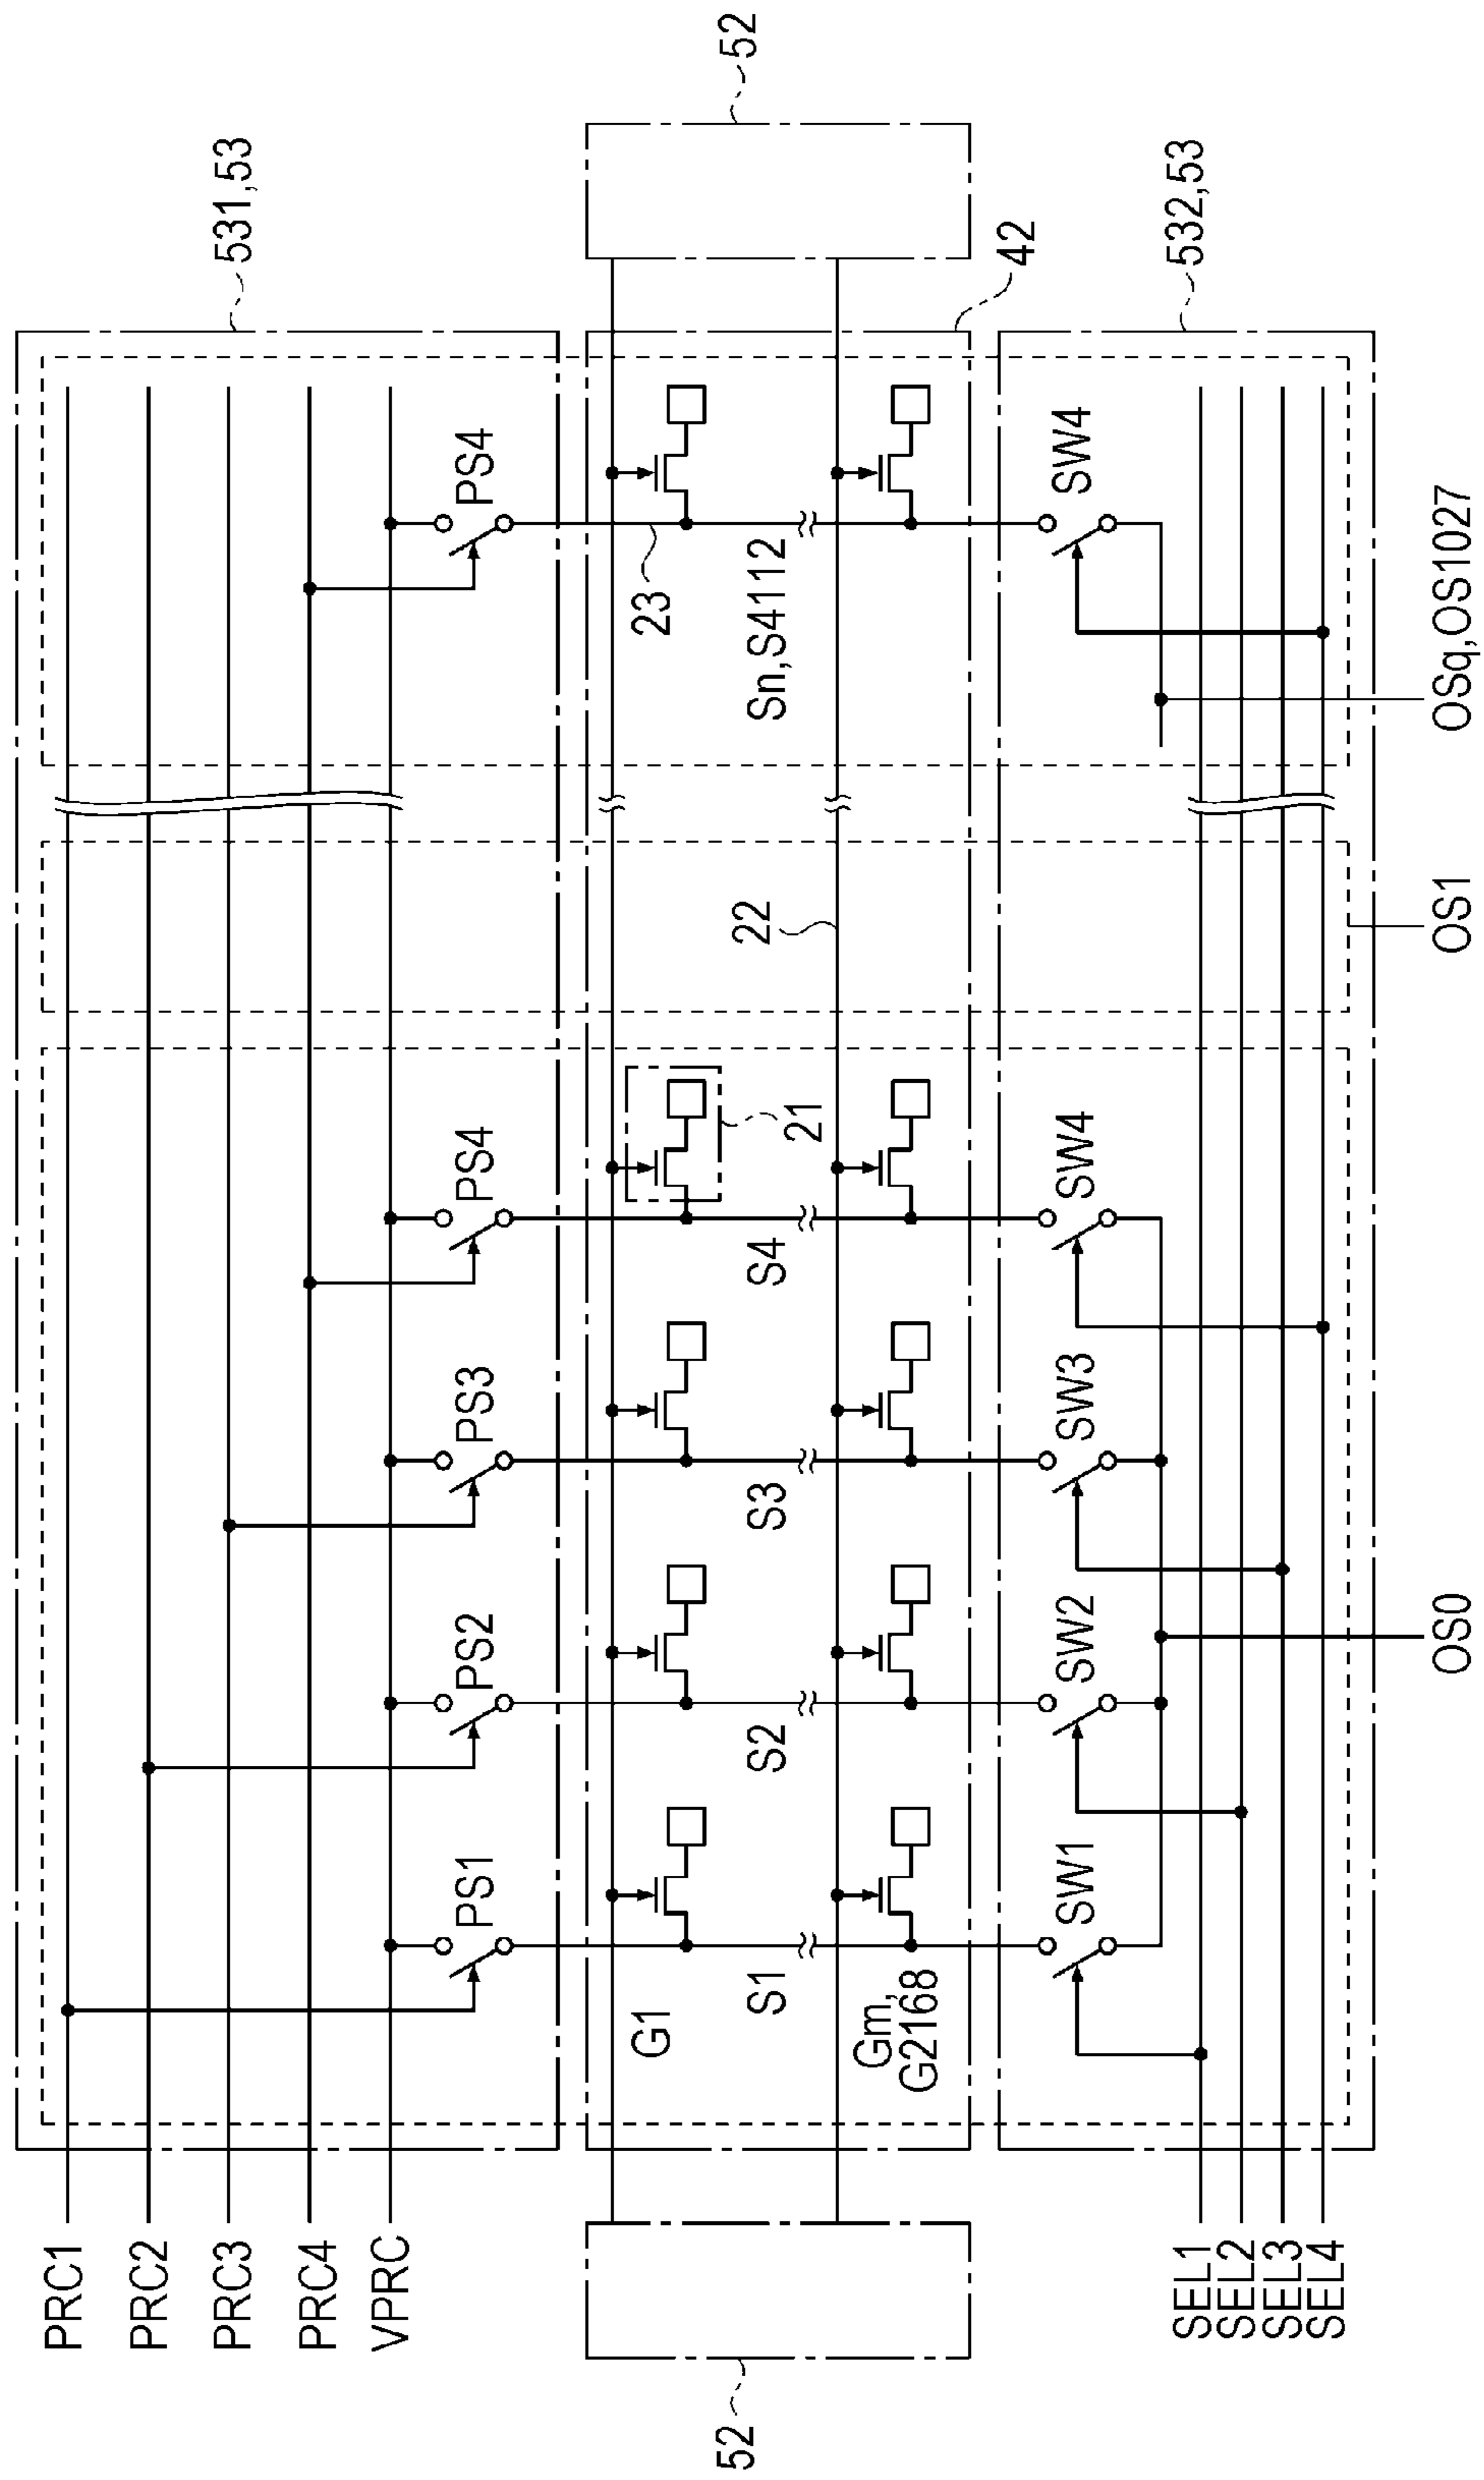 531,53
52
PRC1
PRC2
PRC3
PRC4
VPRC
PS1
PS2
PS3
PS4
PS4
42
G1
21
23
S1
S2
S3
S4
Sn,S4112
22
52
Gm,
G2168
532,53
SW1
SW2
SW3
SW4
SW4
SEL1
SEL2
SEL3
SEL4
OS0
OS1
OSq,OS1027